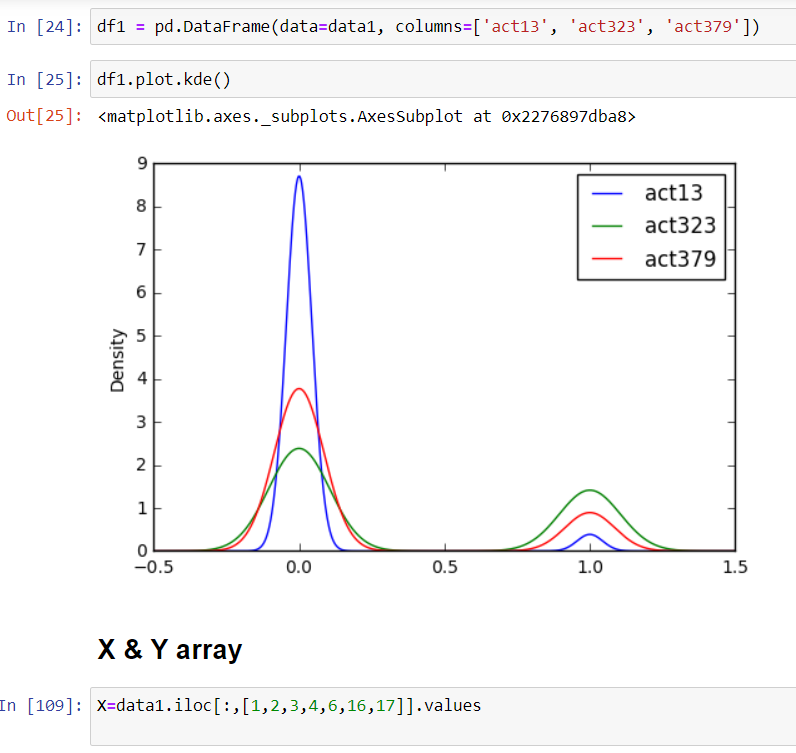 In [24]: df1 = pd.DataFrame(data=data1, columns=['act13', 'act323', 'act379'])
In [25]: df1.plot.kde()
Out[25]: <matplotlib.axes._subplots.AxesSubplot at 0x2276897dba8>
9
8
7
6
5
4
3
2
1
0
Density
−0.5 0.0 0.5 1.0 1.5
act13
act323
act379
X & Y array
In [109]: X=data1.iloc[:,[1,2,3,4,6,16,17]].values